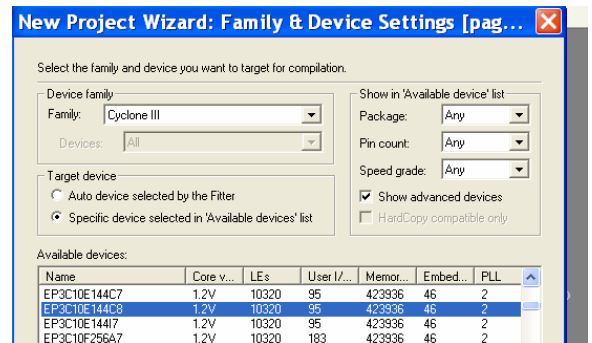 New Project Wizard: Family & Device Settings [pag...
Select the family and device you want to target for compilation.
Device family
Family: Cyclone III
Devices: All
Show in 'Available device' list
Package: Any
Pin count: Any
Speed grade: Any
Show advanced devices
HardCopy compatible only
Target device
Auto device selected by the Fitter
Specific device selected in 'Available devices' list
Available devices:
Name Core v... LEs User I/... Memor... Embed... PLL
EP3C10E144C7 1.2V 10320 95 423936 46 2
EP3C10E144C8 1.2V 10320 95 423936 46 2
EP3C10E144I7 1.2V 10320 95 423936 46 2
EP3C10F256A7 1.2V 10320 183 423936 46 2